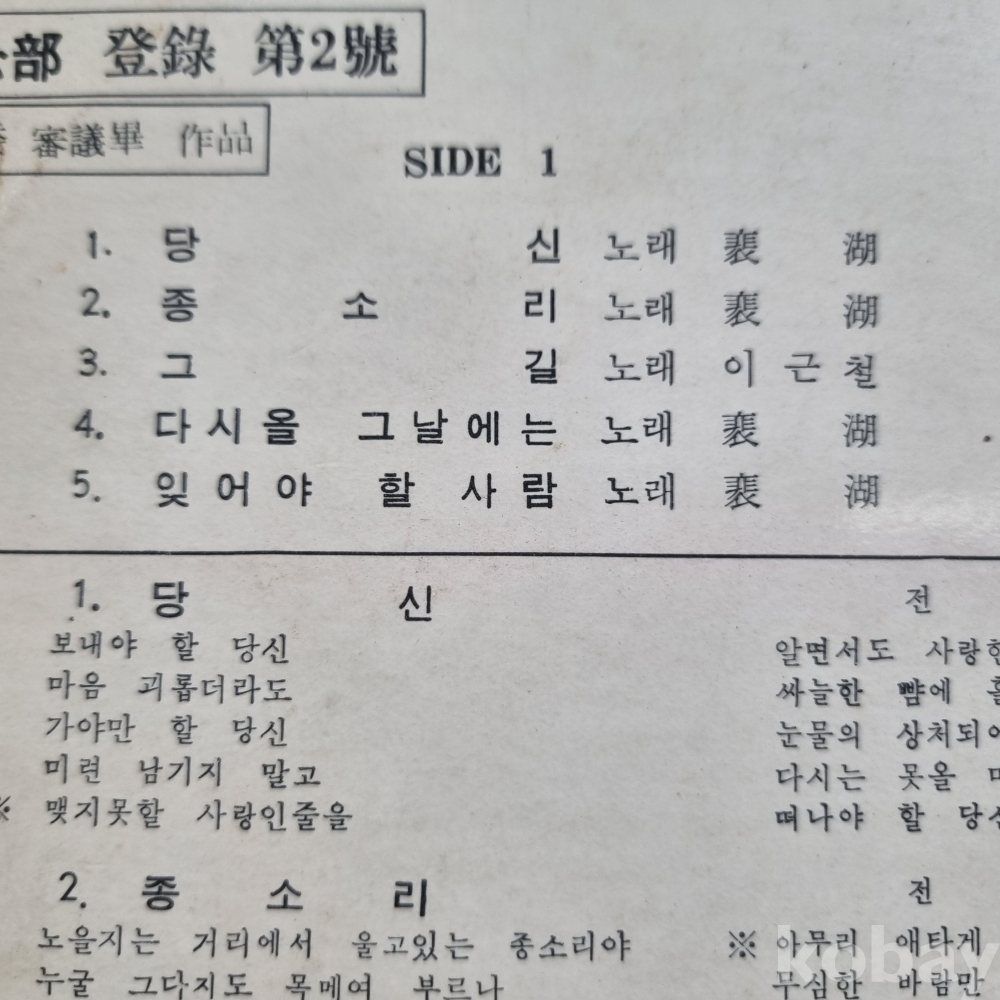 部 登錄 第2號
審議畢 作品
SIDE 1
1. 당 신 노래 裵 湖
2. 종 소 리 노래 裵 湖
3. 그 길 노래 이 근 철
4. 다시올 그날에는 노래 裵 湖
5. 잊어야 할 사람 노래 裵 湖
1. 당 신 전
보내야 할 당신
마음 괴롭더라도
가야만 할 당신
미련 남기지 말고
※ 맺지못할 사랑인줄을
알면서도 사랑한
싸늘한 뺨에
눈물의 상처되어
다시는 못올
떠나야 할 당신
2. 종 소 리 전
노을지는 거리에서 울고있는 종소리야
누굴 그다지도 목메여 부르나
※ 아무리 애타게
무심한 바람만
kobay